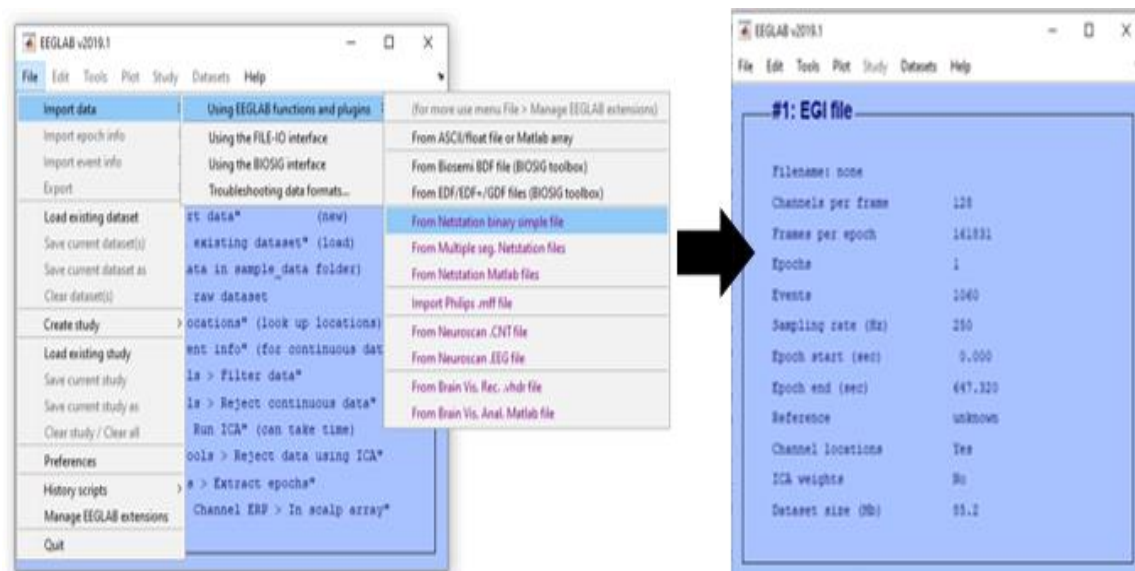 EEGLAB v2019.1
File Edit Tools Plot Study Datasets Help
Import data
Import epoch info
Import event info
Export
Load existing dataset
Save current dataset(s)
Save current dataset as
Clear dataset(s)
Create study
Load existing study
Save current study
Save current study as
Clear study / Clear all
Preferences
History scripts
Manage EEGLAB extensions
Quit
Using EEGLAB functions and plugins
Using the FILE-IO interface
Using the BIOSIG interface
Troubleshooting data formats...
rt data" (new)
existing dataset" (load)
ata in sample_data folder)
raw dataset
ocations" (look up locations)
ent info" (for continuous dat
ls > Filter data"
ls > Reject continuous data"
Run ICA" (can take time)
ools > Reject data using ICA"
s > Extract epochs"
Channel ERP > In scalp array"
(for more use menu File > Manage EEGLAB extensions)
From ASCII/float file or Matlab array
From Biosemi BDF file (BIOSIG toolbox)
From EDF/EDF+/GDF files (BIOSIG toolbox)
From Netstation binary simple file
From Multiple seg. Netstation files
From Netstation Matlab files
Import Philips .mff file
From Neuroscan .CNT file
From Neuroscan .EEG file
From Brain Vis. Rec. .vhdr file
From Brain Vis. Anal. Matlab file
EEGLAB v2019.1
File Edit Tools Plot Study Datasets Help
#1: EGI file
Filename: none
Channels per frame 128
Frames per epoch 161831
Epochs 1
Events 1060
Sampling rate (Hz) 250
Epoch start (sec) 0.000
Epoch end (sec) 647.320
Reference unknown
Channel locations Yes
ICA weights No
Dataset size (Mb) 85.2